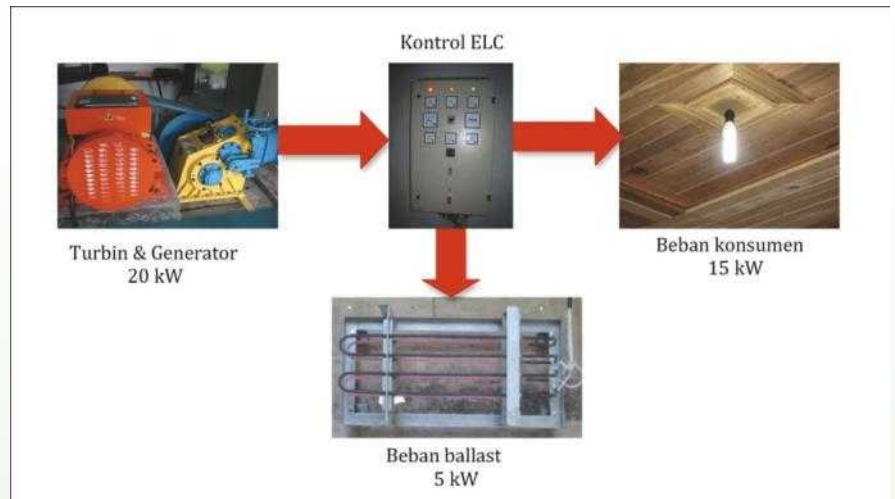 Kontrol ELC
Turbin & Generator
20 kW
Beban konsumen
15 kW
Beban ballast
5 kW